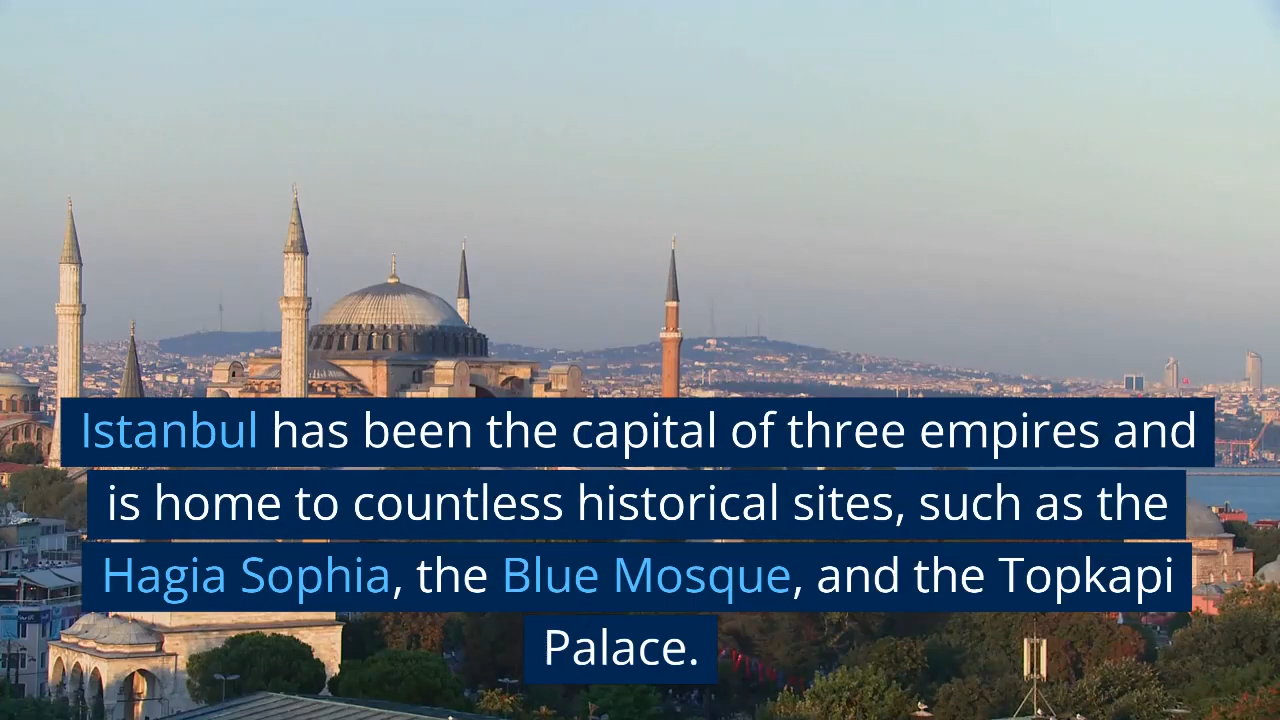 Istanbul has been the capital of three empires and
is home to countless historical sites, such as the
Hagia Sophia, the Blue Mosque, and the Topkapi
Palace.